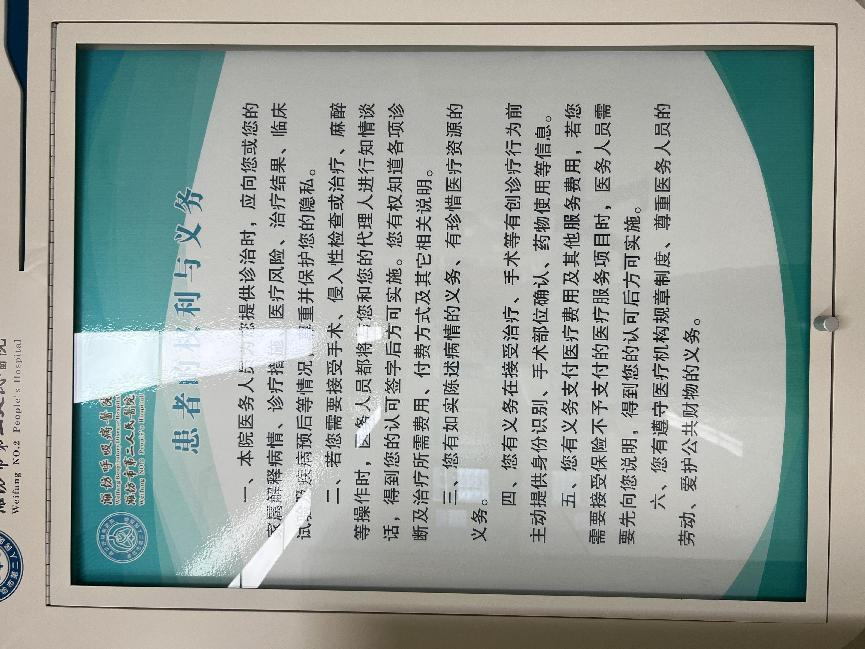 潍坊呼吸病医院
Weifang Respiratory Disease Hospital
潍坊市第二人民医院
Weifang NO.2 People's Hospital
患者的权利与义务
一、本院医务人员 您提供诊治时，应向您或您的
家属解释病情、诊疗措施、医疗风险、治疗结果、临床
试 及疾病预后等情况， 重并保护您的隐私。
二、若您需要接受手术、侵入性检查或治疗、麻醉
等操作时，医务人员都将与您和您的代理人进行知情谈
话，得到您的认可签字后方可实施。您有权知道各项诊
断及治疗所需费用、付费方式及其它相关说明。
三、您有如实陈述病情的义务、有珍惜医疗资源的
义务。
四、您有义务在接受治疗、手术等有创诊疗行为前
主动提供身份识别、手术部位确认、药物使用等信息。
五、您有义务支付医疗费用及其他服务费用，若您
需要接受保险不予支付的医疗服务项目时，医务人员需
要先向您说明，得到您的认可后方可实施。
六、您有遵守医疗机构规章制度、尊重医务人员的
劳动、爱护公共财物的义务。
Weifang NO.2 People's Hospital